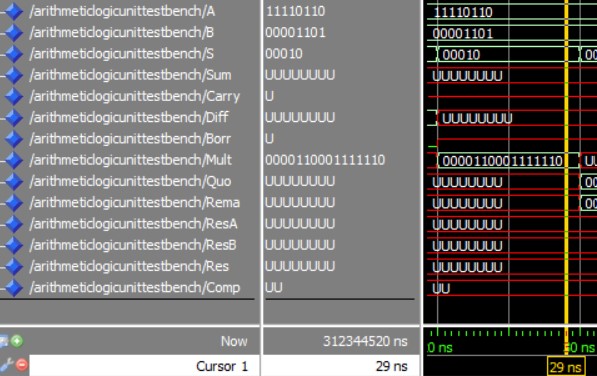 /arithmeticlogicunittestbench/A 11110110 11110110
/arithmeticlogicunittestbench/B 00001101 00001101
/arithmeticlogicunittestbench/S 00010 00010 00
/arithmeticlogicunittestbench/Sum UUUUUUUU UUUUUUUU
/arithmeticlogicunittestbench/Carry U
/arithmeticlogicunittestbench/Diff UUUUUUUU UUUUUUUU
/arithmeticlogicunittestbench/Borr U
/arithmeticlogicunittestbench/Mult 0000110001111110 0000110001111110 U
/arithmeticlogicunittestbench/Quo UUUUUUUU UUUUUUUU 00
/arithmeticlogicunittestbench/Rema UUUUUUUU UUUUUUUU 00
/arithmeticlogicunittestbench/ResA UUUUUUUU UUUUUUUU
/arithmeticlogicunittestbench/ResB UUUUUUUU UUUUUUUU
/arithmeticlogicunittestbench/Res UUUUUUUU UUUUUUUU
/arithmeticlogicunittestbench/Comp UU UU
Now 312344520 ns 0 ns 0 ns
Cursor 1 29 ns 29 ns